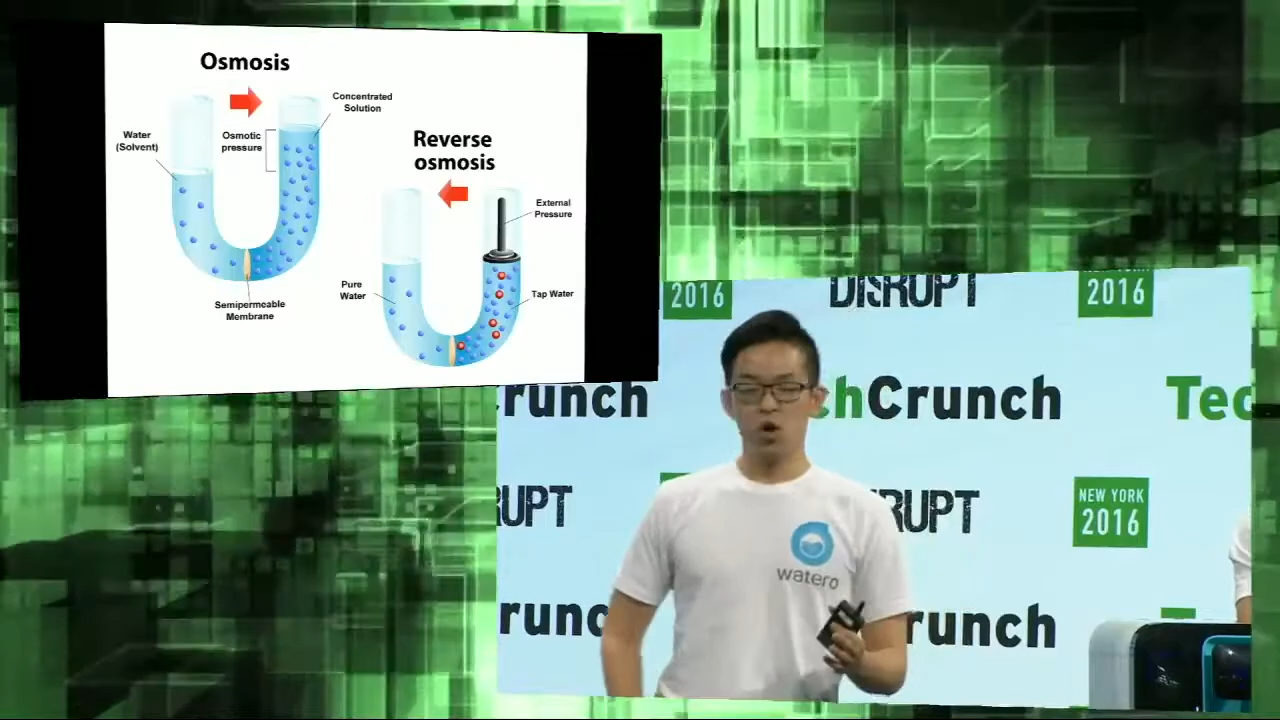 Osmosis
Concentrated
Solution
Water
(Solvent)
Osmotic
pressure
Semipermeable
Membrane
Reverse
osmosis
External
Pressure
Pure
Water
Tap Water
2016
DISRUPT
2016
runch
chCrunch
Tec
RUPT
RUPT
NEW YORK
2016
watero
runc
runch